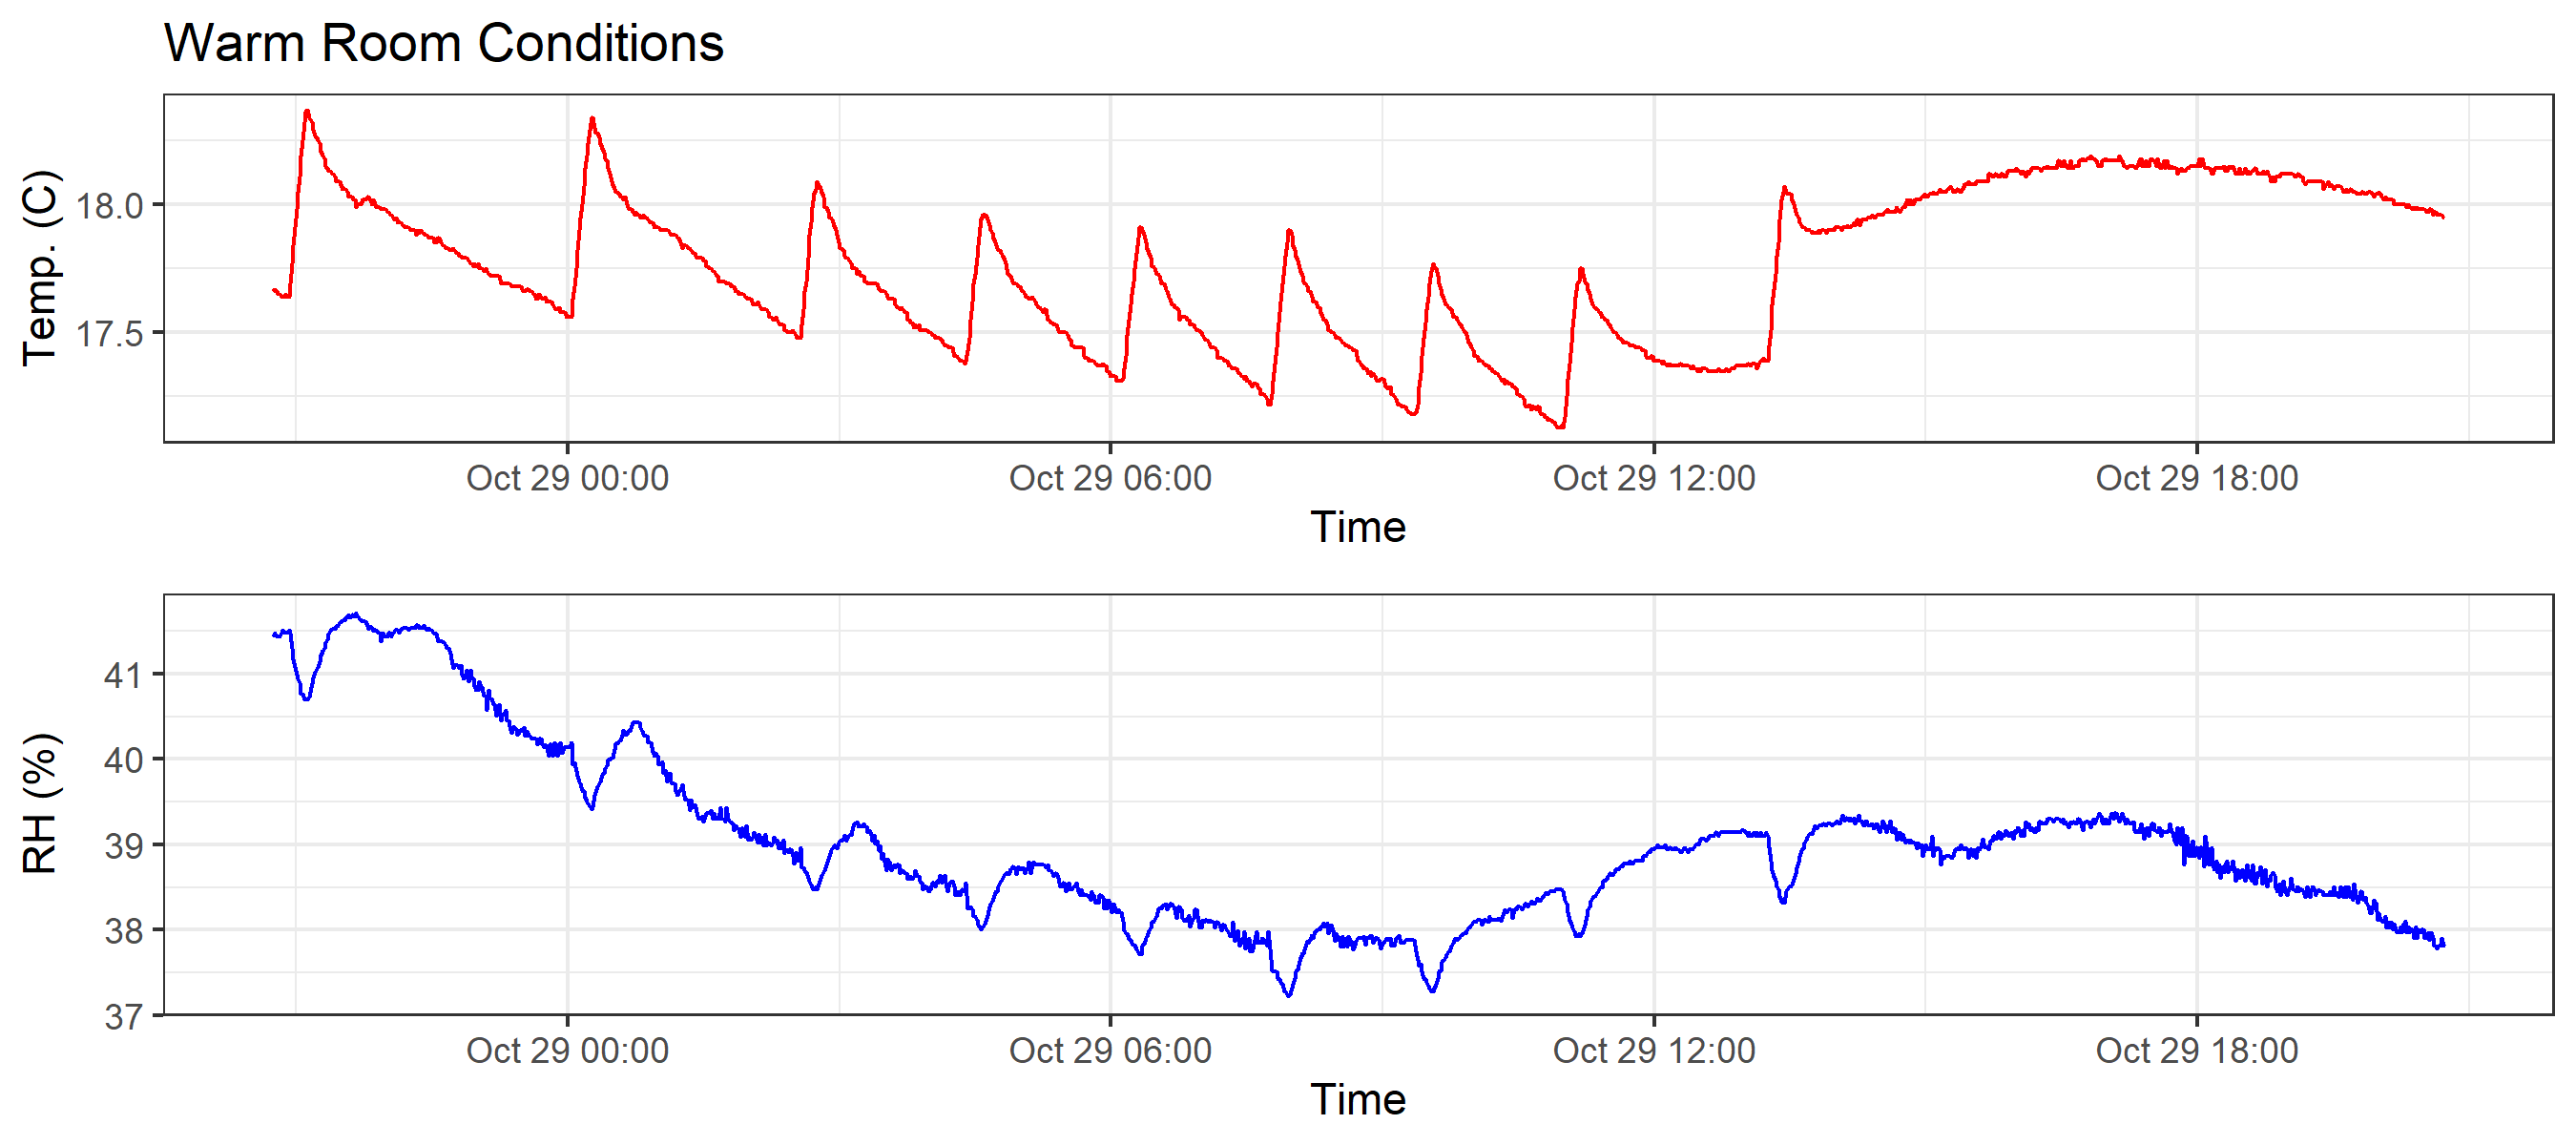 Warm Room Conditions
Temp. (C)
18.0
17.5
Oct 29 00:00 Oct 29 06:00 Oct 29 12:00 Oct 29 18:00
Time
RH (%)
41
40
39
38
37
Oct 29 00:00 Oct 29 06:00 Oct 29 12:00 Oct 29 18:00
Time